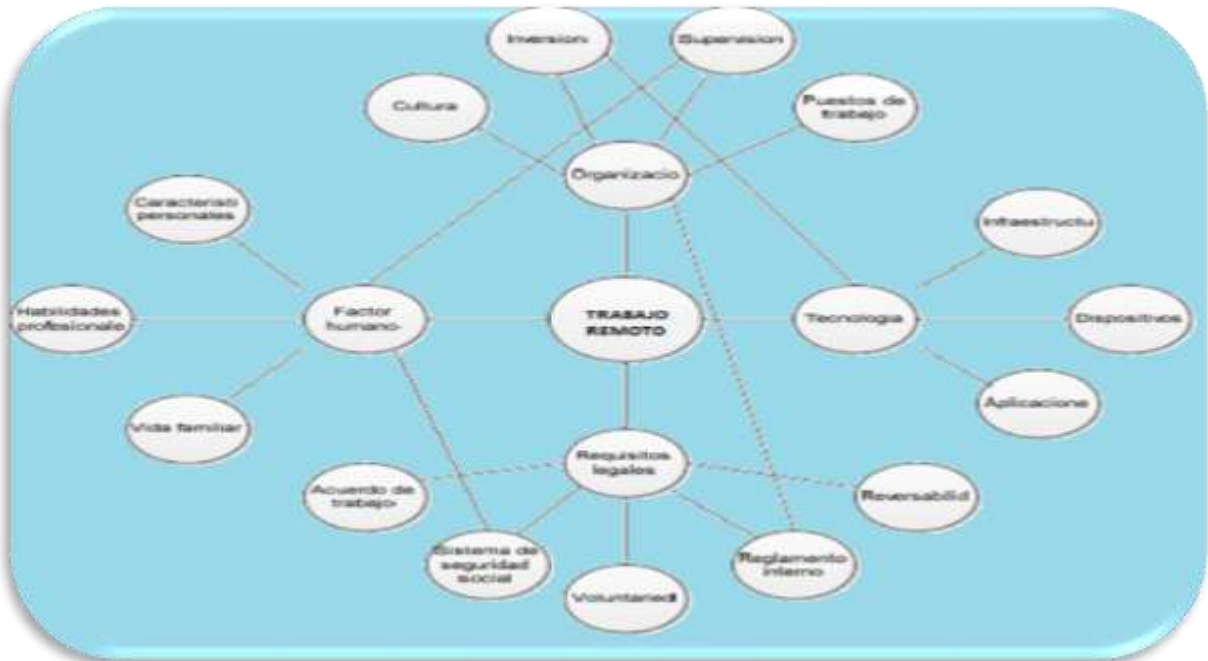 Inversion
Supervision
Cultura
Puestos de
trabajo
Organizacio
Caracteristi
personales
Infraestructu
Habilidades
profesionale
Factor
humano
TRABAJO
REMOTO
Tecnologia
Dispositivos
Aplicacione
Vida familiar
Requisitos
legales
Acuerdo de
trabajo
Reversabilid
Sistema de
seguridad
social
Reglamento
interno
Voluntaried